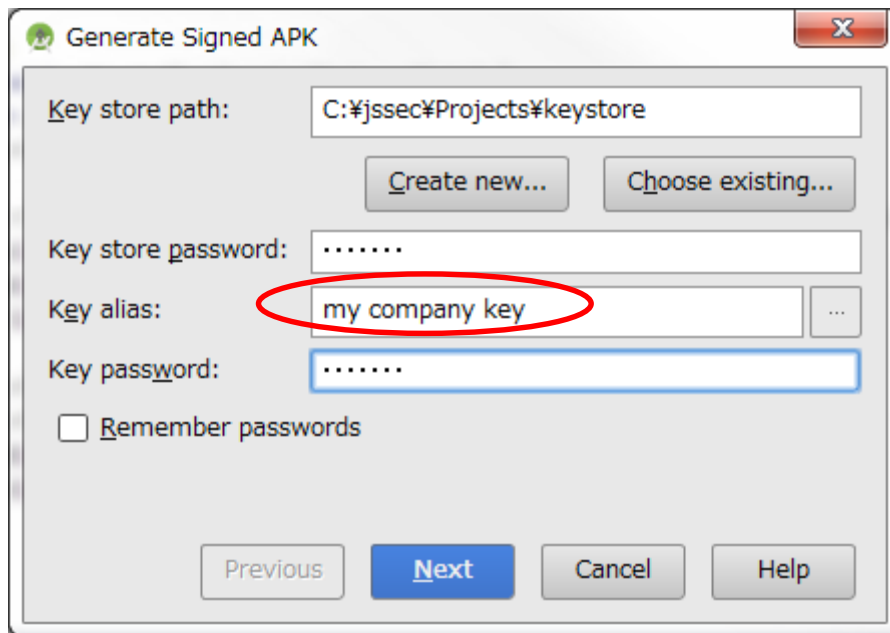 Generate Signed APK
Key store path: C:¥jssec¥Projects¥keystore
Create new... Choose existing...
Key store password: ·······
Key alias: my company key ...
Key password: ·······
Remember passwords
Previous Next Cancel Help